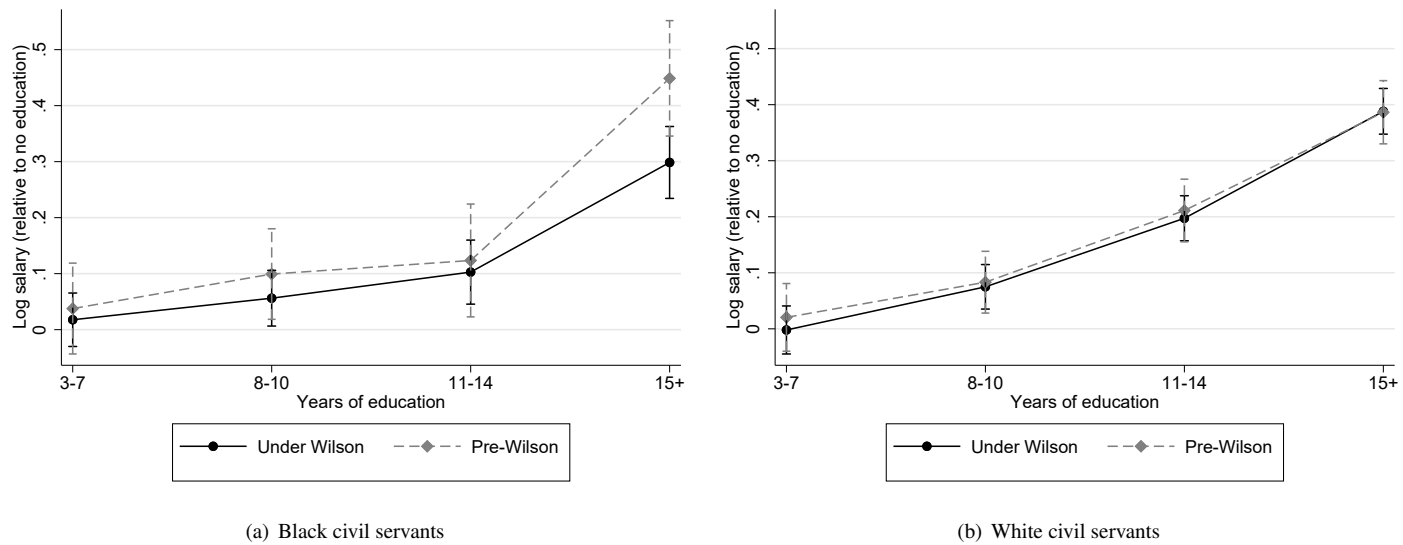 Log salary (relative to no education)
.5
.4
.3
.2
.1
0
3-7
8-10
11-14
15+
Years of education
Under Wilson
Pre-Wilson
(a) Black civil servants
Log salary (relative to no education)
.5
.4
.3
.2
.1
0
3-7
8-10
11-14
15+
Years of education
Under Wilson
Pre-Wilson
(b) White civil servants